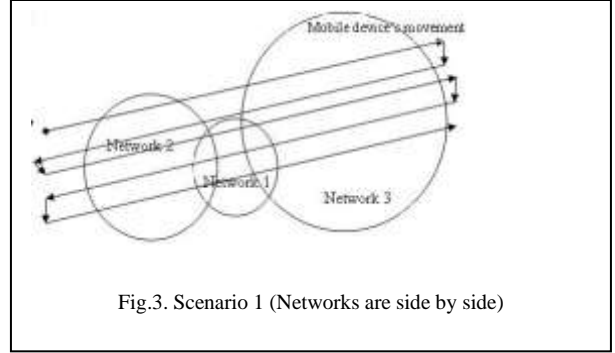 Mobile device's movement
Network 2
Network 1
Network 3
Fig.3. Scenario 1 (Networks are side by side)